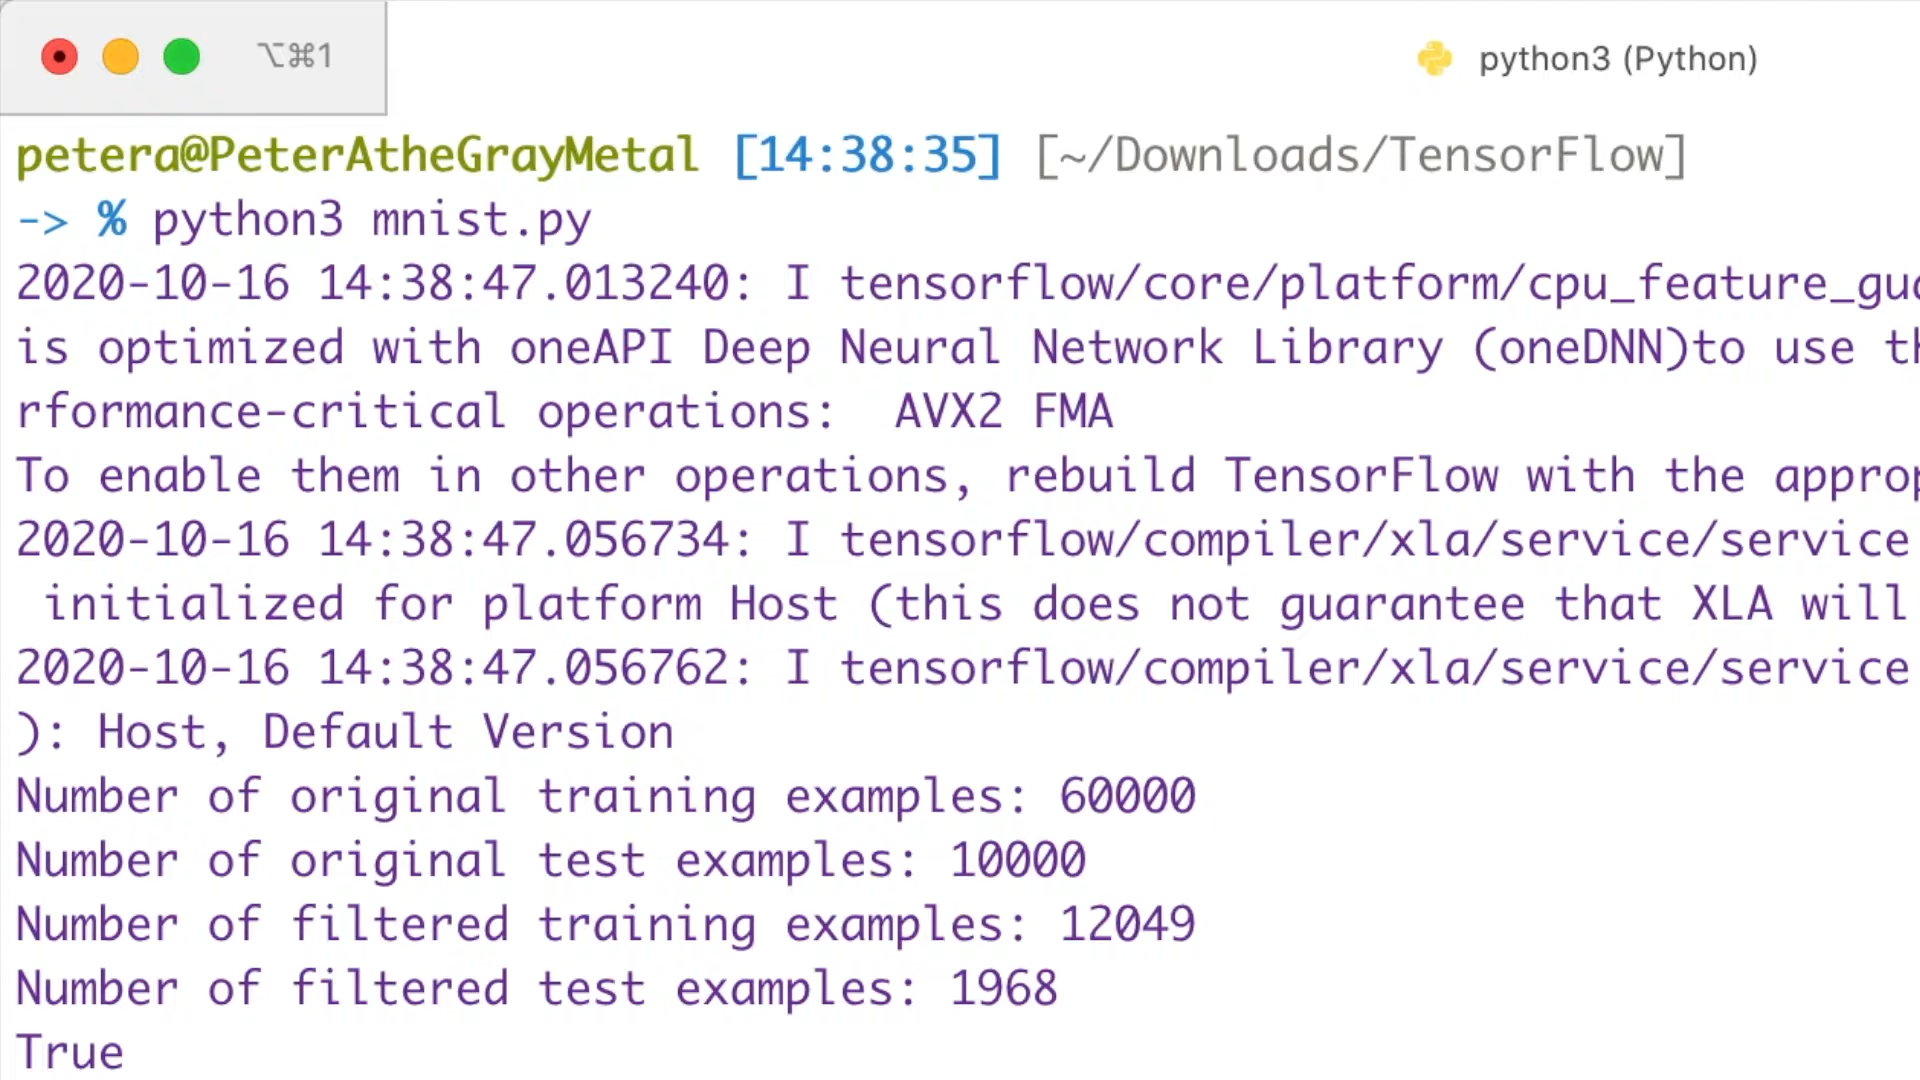 ⌥⌘1
python3 (Python)
petera@PeterAtheGrayMetal [14:38:35] [~/Downloads/TensorFlow]
-> % python3 mnist.py
2020-10-16 14:38:47.013240: I tensorflow/core/platform/cpu_feature_gua
is optimized with oneAPI Deep Neural Network Library (oneDNN)to use th
rformance-critical operations:  AVX2 FMA
To enable them in other operations, rebuild TensorFlow with the approp
2020-10-16 14:38:47.056734: I tensorflow/compiler/xla/service/service
 initialized for platform Host (this does not guarantee that XLA will
2020-10-16 14:38:47.056762: I tensorflow/compiler/xla/service/service
): Host, Default Version
Number of original training examples: 60000
Number of original test examples: 10000
Number of filtered training examples: 12049
Number of filtered test examples: 1968
True